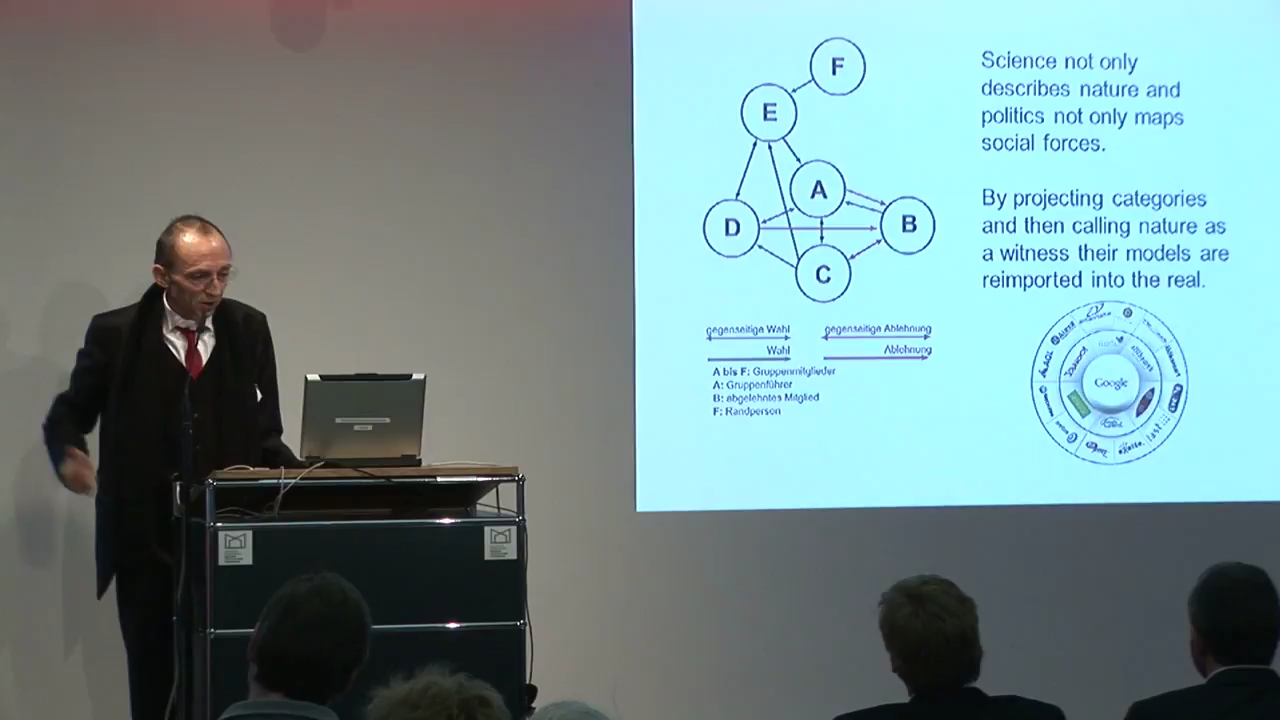 F
E
A
D
B
C
gegenseitige Wahl
gegenseitige Ablehnung
Wahl
Ablehnung
A bis F: Gruppenmitglieder
A: Gruppenführer
B: abgelehntes Mitglied
F: Randperson
Science not only
describes nature and
politics not only maps
social forces.
By projecting categories
and then calling nature as
a witness their models are
reimported into the real.
Google